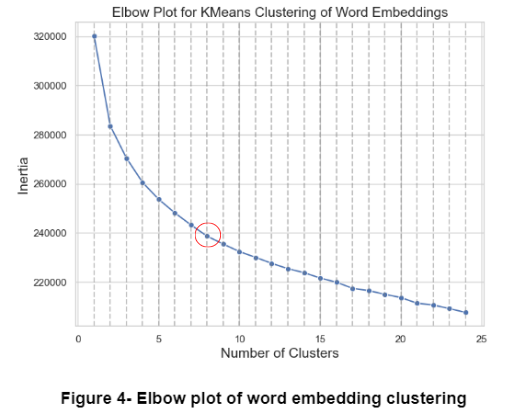 Elbow Plot for KMeans Clustering of Word Embeddings
320000
300000
280000
260000
240000
220000
Inertia
0 5 10 15 20 25
Number of Clusters
Figure 4- Elbow plot of word embedding clustering